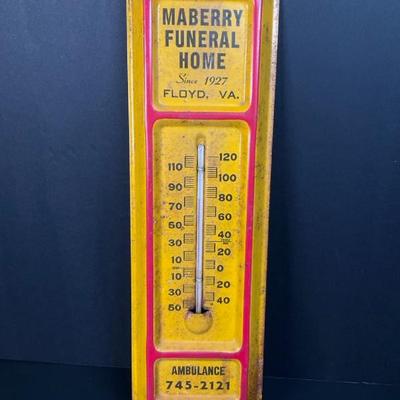 MABERRY
FUNERAL
HOME
Since 1927
FLOYD, VA.
110 120
90 100
70 80
50 60
30 40
10 20
10 0
30 20
50 40
AMBULANCE
745-2121